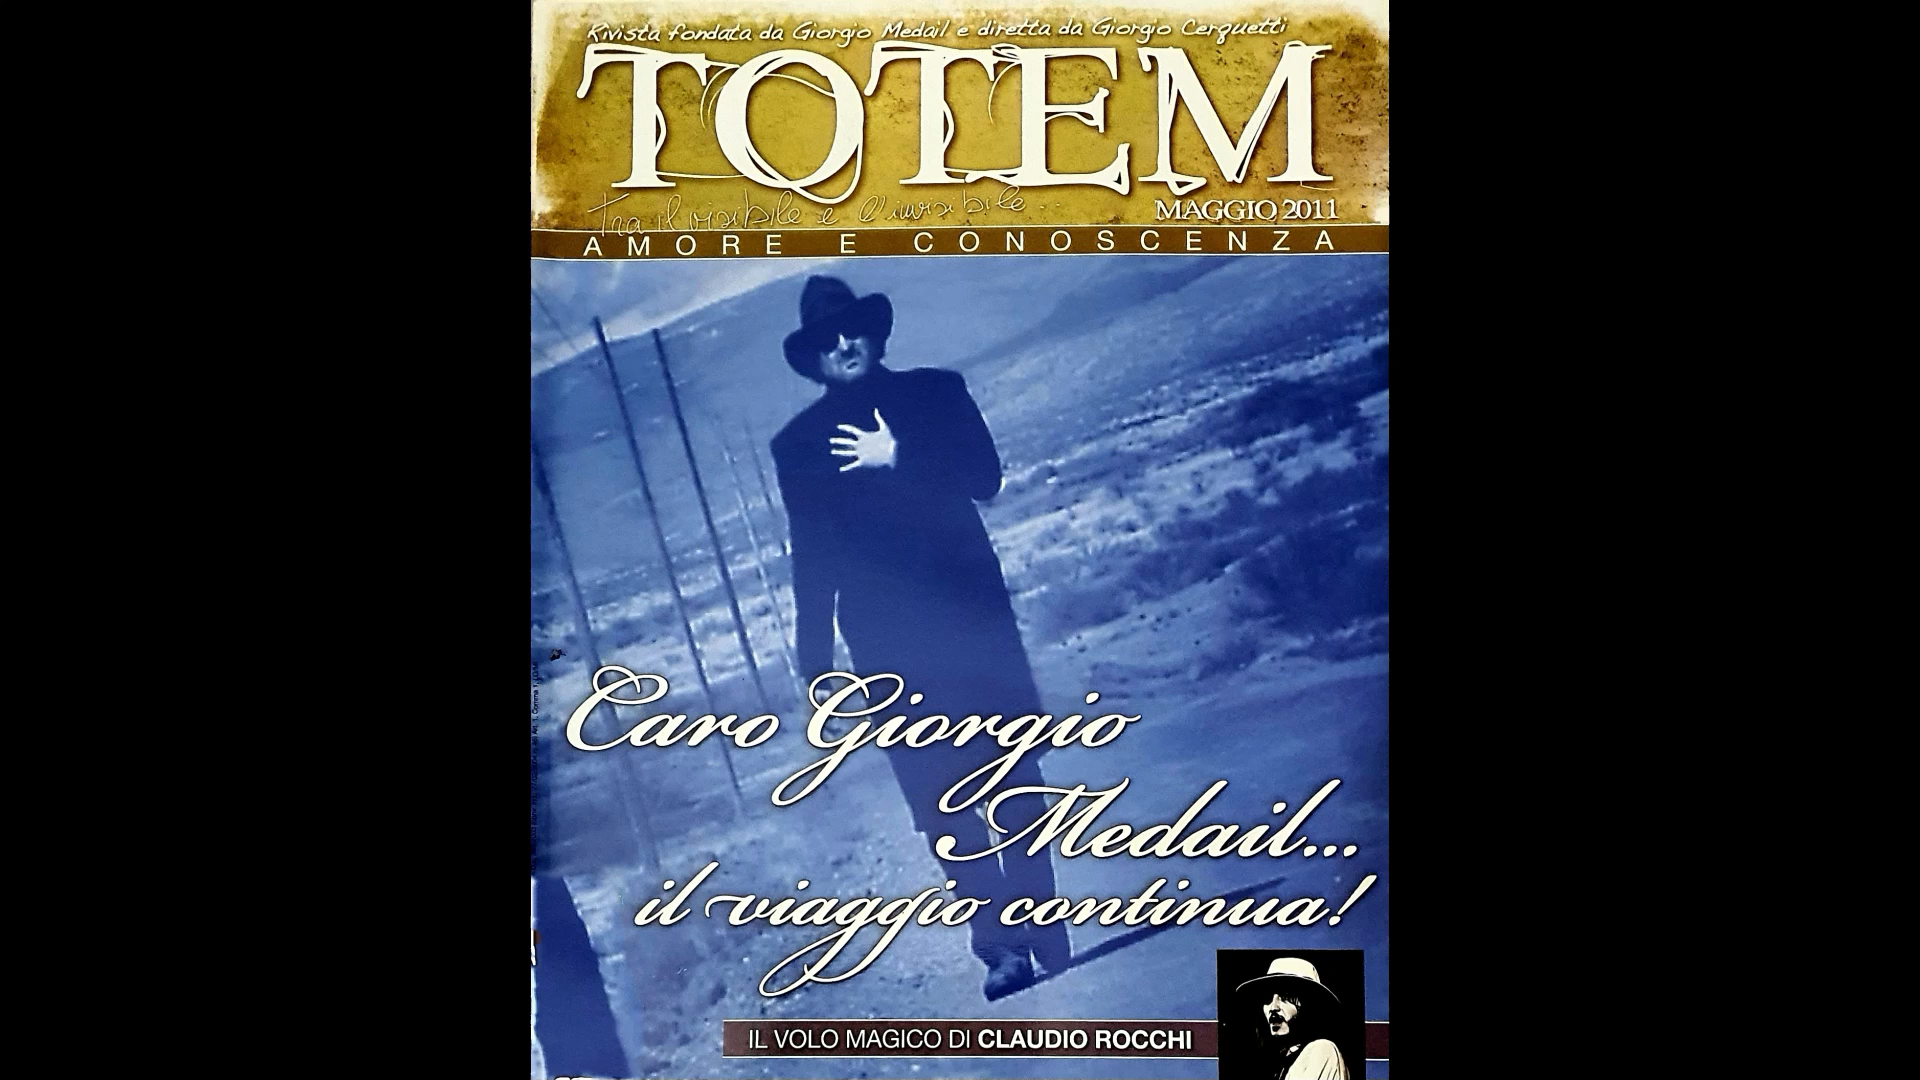 Rivista fondata da Giorgio Medail e diretta da Giorgio Cerquetti
TOTEM
tra il visibile e l'invisibile...
MAGGIO 2011
AMORE E CONOSCENZA
Caro Giorgio
Medail...
il viaggio continua!
IL VOLO MAGICO DI CLAUDIO ROCCHI